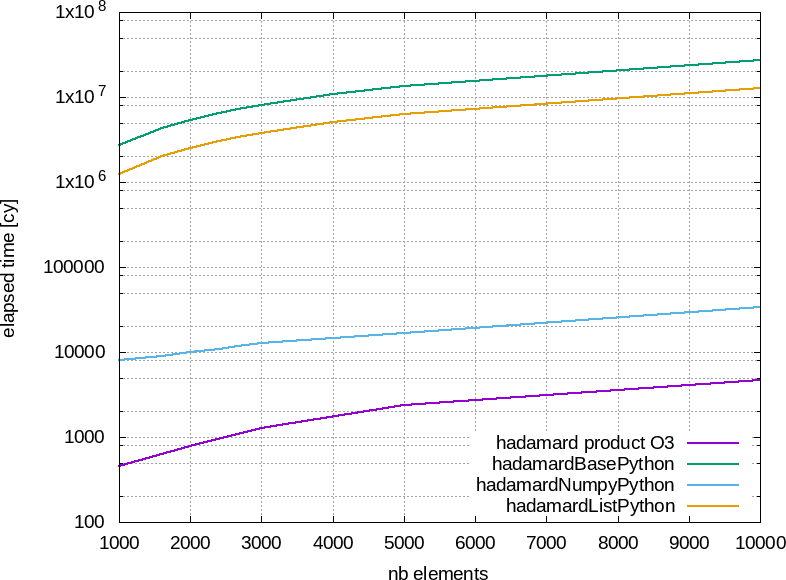 1x10^8
1x10^7
1x10^6
100000
10000
1000
100
elapsed time [cy]
hadamard product O3
hadamardBasePython
hadamardNumpyPython
hadamardListPython
1000 2000 3000 4000 5000 6000 7000 8000 9000 10000
nb elements